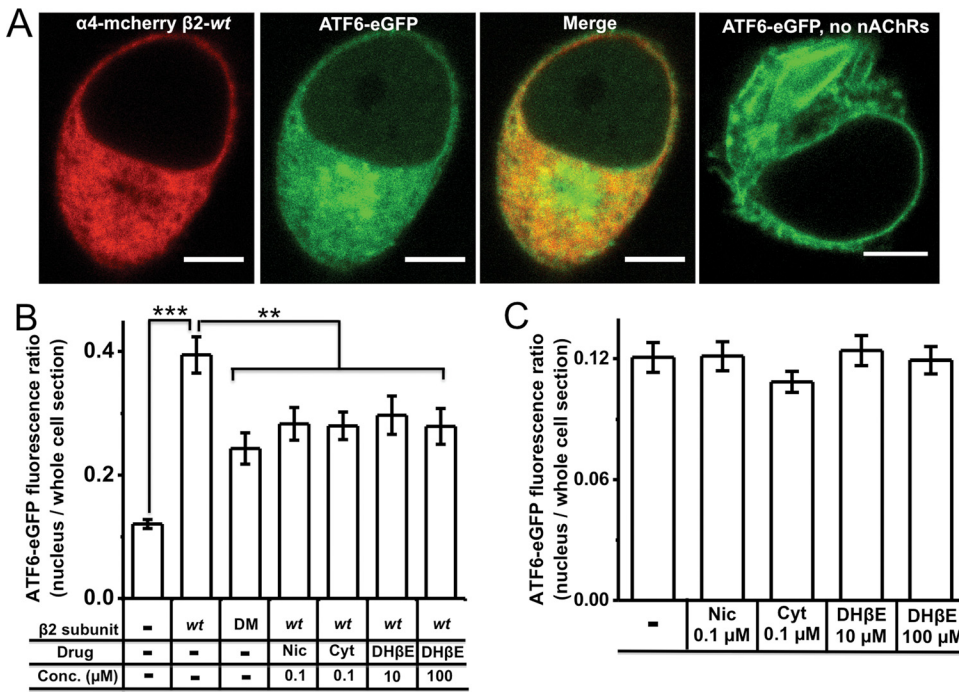 A
α4-mcherry β2-wt
ATF6-eGFP
Merge
ATF6-eGFP, no nAChRs
B
ATF6-eGFP fluorescence ratio
(nucleus / whole cell section)
0.4
0.2
0.0
***
**
β2 subunit - wt DM wt wt wt wt
Drug - - - Nic Cyt DHβE DHβE
Conc. (µM) - - - 0.1 0.1 10 100
C
ATF6-eGFP fluorescence ratio
(nucleus / whole cell section)
0.12
0.06
0.00
- Nic Cyt DHβE DHβE
0.1 µM 0.1 µM 10 µM 100 µM